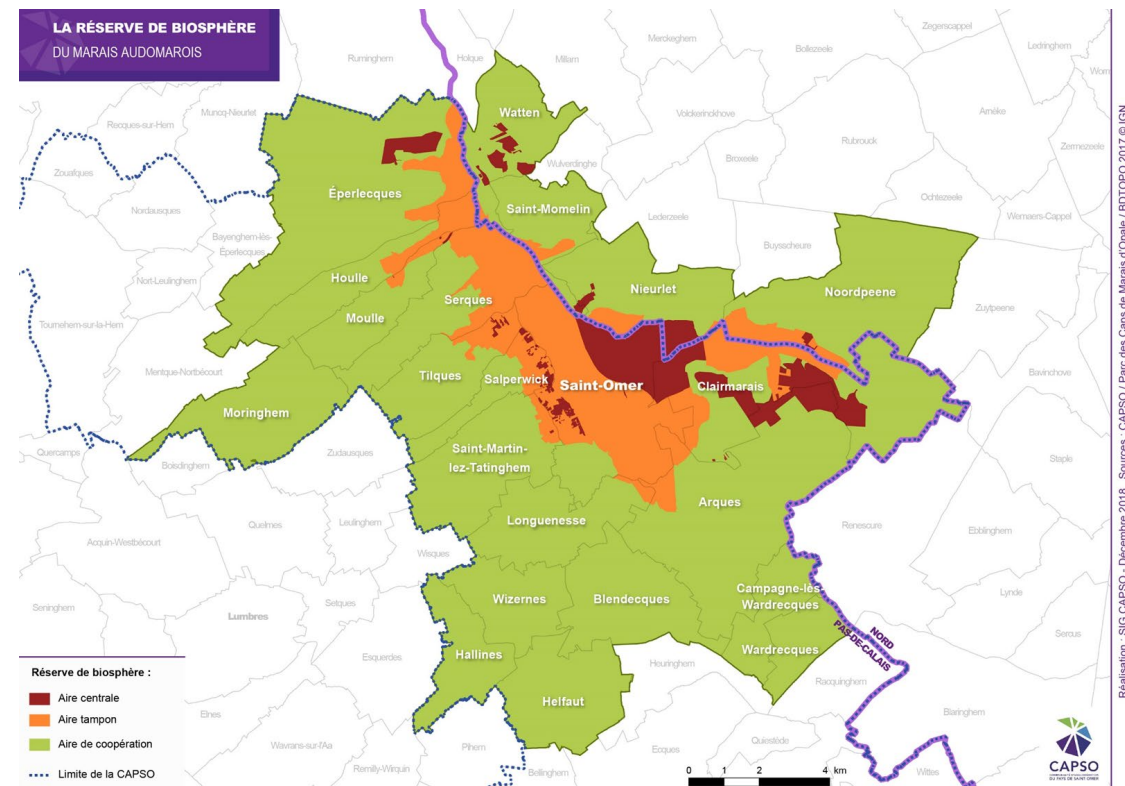 LA RÉSERVE DE BIOSPHÈRE
DU MARAIS AUDOMAROIS
Zegerscappel
Merckeghem
Bollezeele
Ledringhem
Ruminghem
Holque
Millam
Muncq-Nieurlet
Watten
Volckerinkhove
Arnèke
Recques-sur-Hem
Rubrouck
Zermezeele
Zouafques
Wulverdinghe
Broxeele
Éperlecques
Ochtezeele
Nordausques
Saint-Momelin
Lederzeele
Wemaers-Cappel
Bayenghem-lès-
Éperlecques
Buysscheure
Nort-Leulinghem
Houlle
Nieurlet
Noordpeene
Serques
Zuytpeene
Moulle
Tournehem-sur-la-Hem
Mentque-Nortbécourt
Tilques
Salperwick
Saint-Omer
Clairmarais
Bavinchove
Moringhem
Quercamps
Boisdinghem
Zudausques
Saint-Martin-
lez-Tatinghem
Staple
Arques
Longuenesse
Quelmes
Leulinghem
Renescure
Ebblinghem
Acquin-Westbécourt
Wisques
Campagne-lès-
Wardrecques
Wizernes
Blendecques
Lynde
Seninghem
Setques
Lumbres
NORD
PAS-DE-CALAIS
Sercus
Wardrecques
Hallines
Esquerdes
Heuringhem
Racquinghem
Helfaut
Blaringhem
Elnes
Wavrans-sur-l'Aa
Pihem
Ecques
Quiestède
Remilly-Wirquin
Bellinghem
Wittes
Réserve de biosphère :
Aire centrale
Aire tampon
Aire de coopération
Limite de la CAPSO
0 1 2 4 km
CAPSO
Réalisation : SIG CAPSO - Décembre 2018 Sources : CAPSO / Parc des Caps de Marais d'Opale / BDTOPO 2017 © IGN